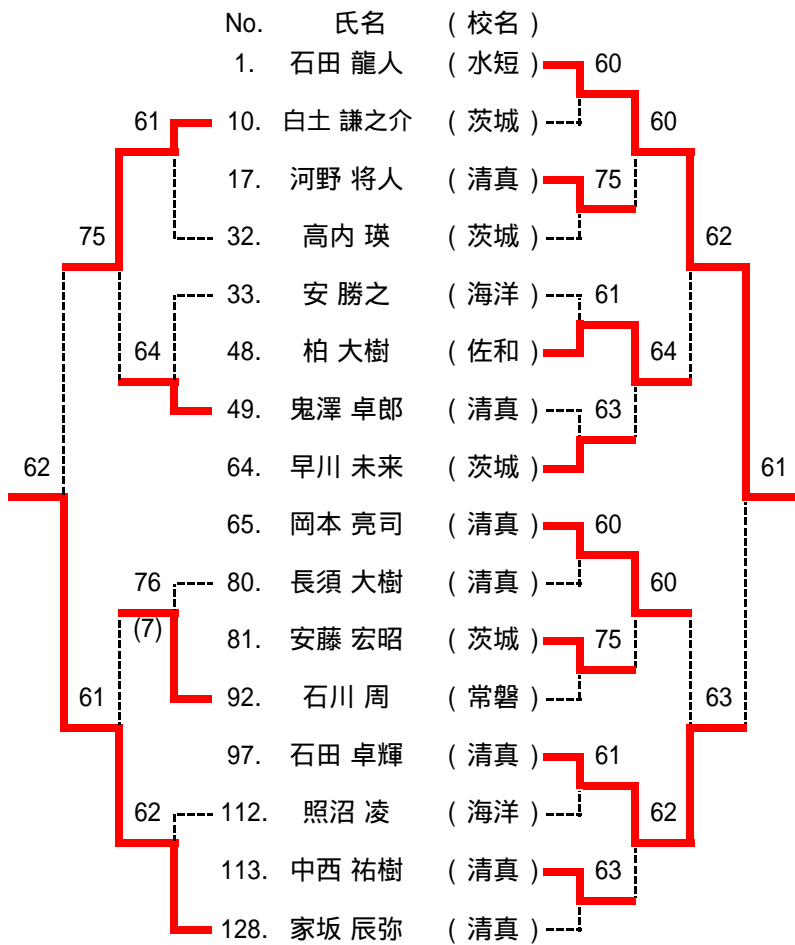 No. 氏名 ( 校名 )
1. 石田 龍人 ( 水短 ) 60
61 10. 白土 謙之介 ( 茨城 ) 60
17. 河野 将人 ( 清真 ) 75
75 32. 高内 瑛 ( 茨城 ) 62
33. 安 勝之 ( 海洋 ) 61
64 48. 柏 大樹 ( 佐和 ) 64
49. 鬼澤 卓郎 ( 清真 ) 63
62 64. 早川 未来 ( 茨城 ) 61
65. 岡本 亮司 ( 清真 ) 60
76 80. 長須 大樹 ( 清真 ) 60
(7) 81. 安藤 宏昭 ( 茨城 ) 75
61 92. 石川 周 ( 常磐 ) 63
97. 石田 卓輝 ( 清真 ) 61
62 112. 照沼 凌 ( 海洋 ) 62
113. 中西 祐樹 ( 清真 ) 63
128. 家坂 辰弥 ( 清真 )